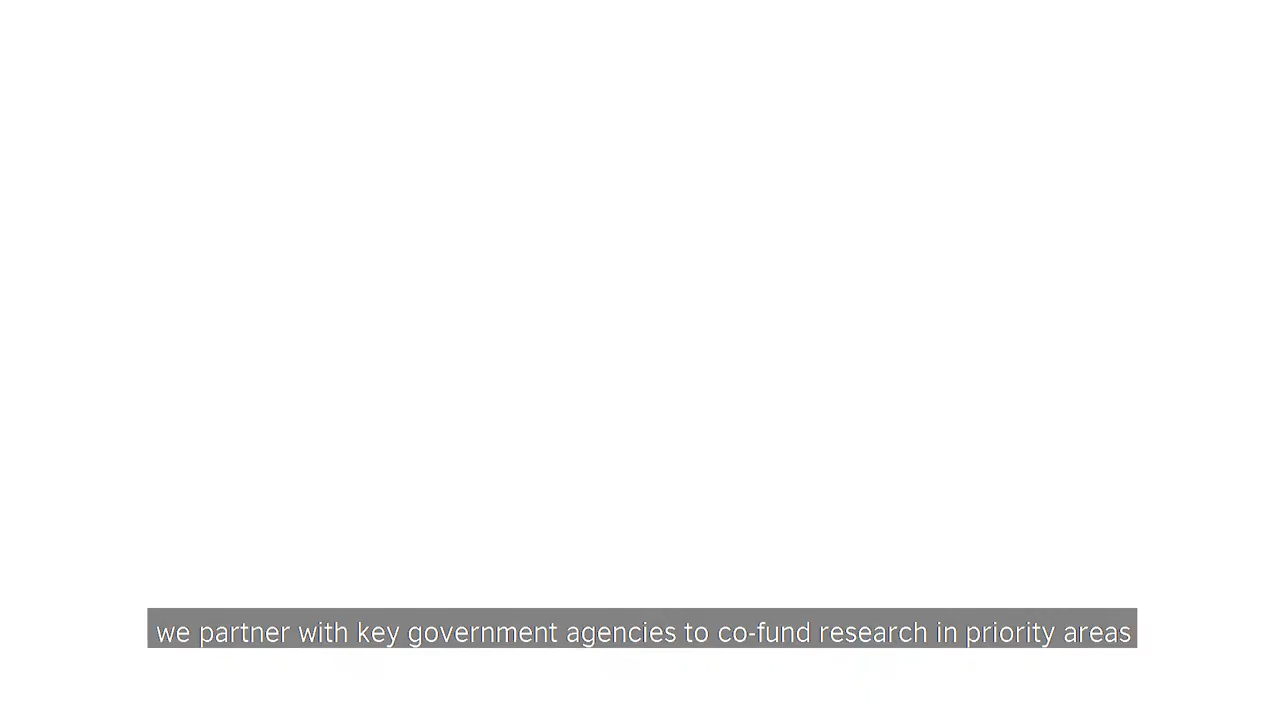 we partner with key government agencies to co-fund research in priority areas